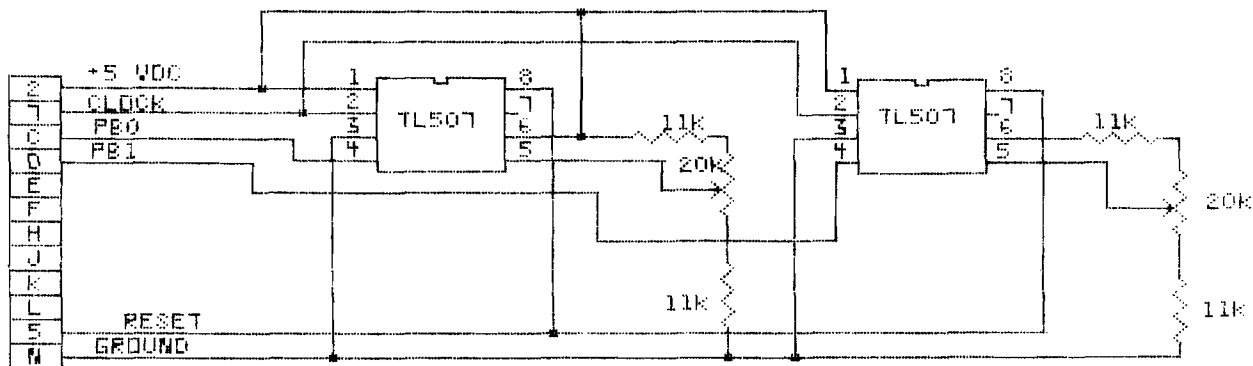 +5 VDC
2
CLOCK
7
PB0
C
PB1
D
E
F
H
J
K
L
RESET
5
GROUND
N
1
2
3
4
TL507
8
7
6
5
11k
20k
11k
1
2
3
4
TL507
8
7
6
5
11k
20k
11k